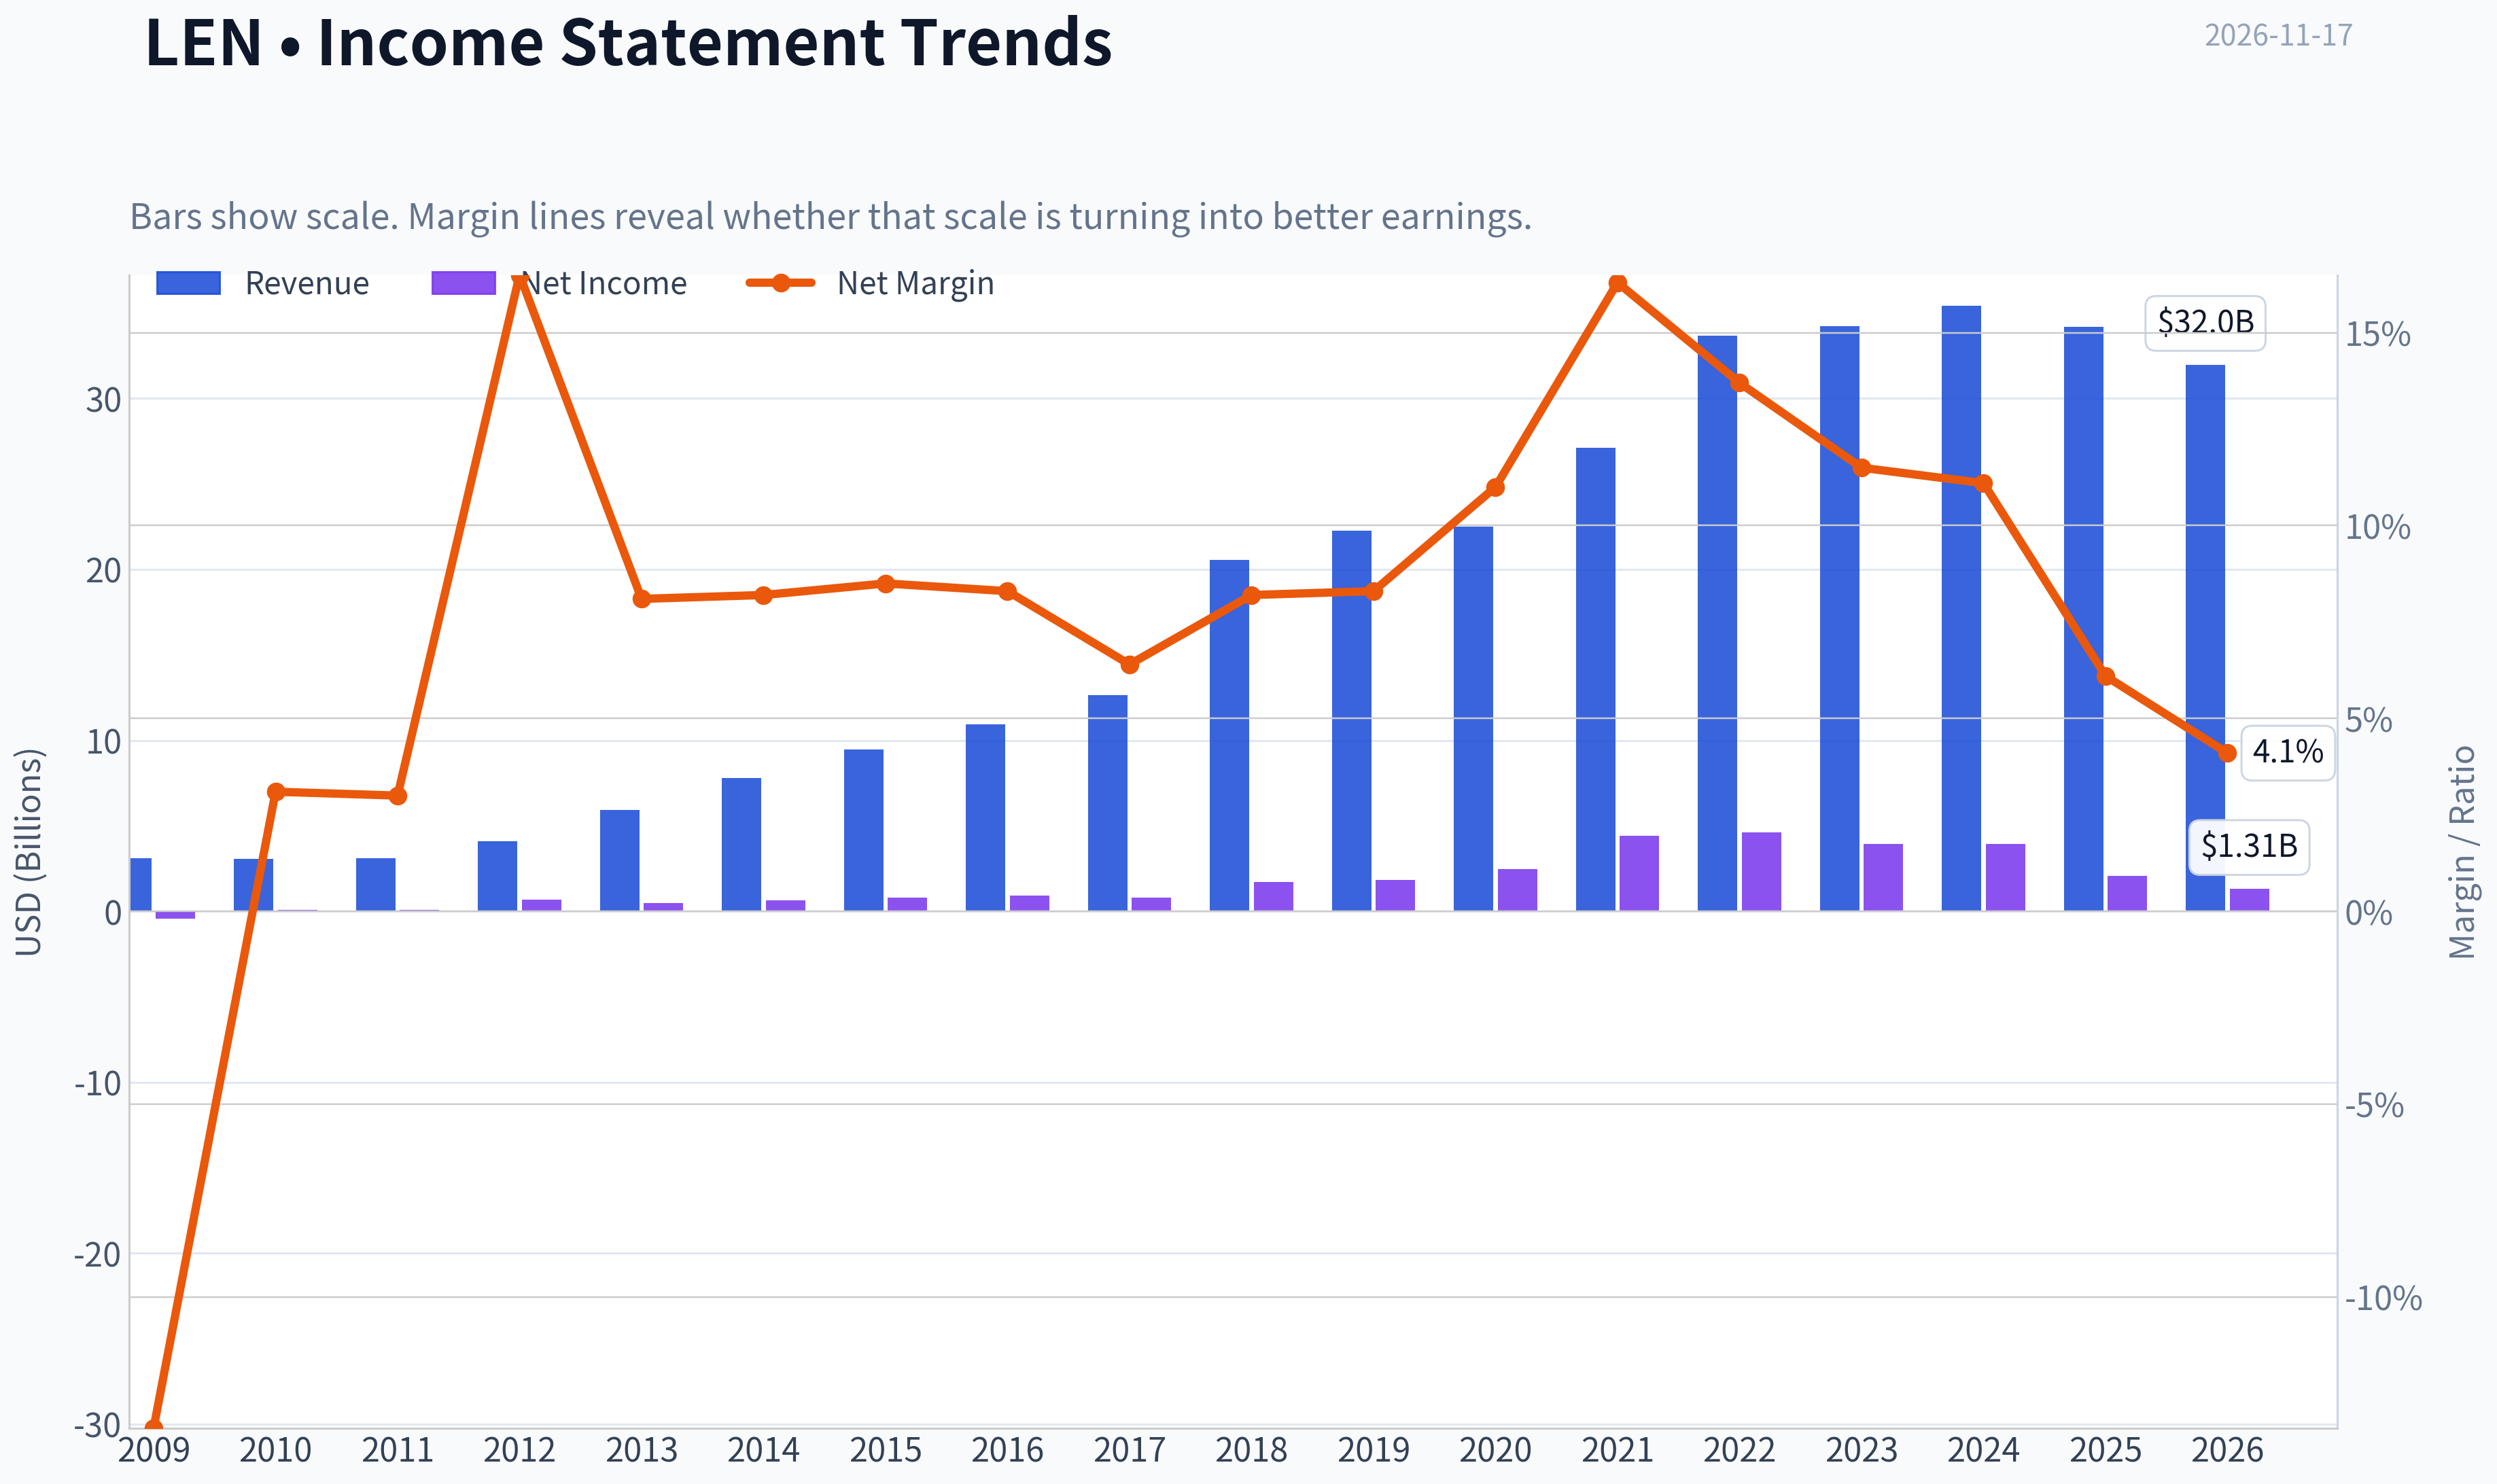 LEN • Income Statement Trends
2026-11-17
Bars show scale. Margin lines reveal whether that scale is turning into better earnings.
Revenue
Net Income
Net Margin
$32.0B
4.1%
$1.31B
USD (Billions)
30
20
10
0
-10
-20
-30
15%
10%
5%
0%
-5%
-10%
Margin / Ratio
2009 2010 2011 2012 2013 2014 2015 2016 2017 2018 2019 2020 2021 2022 2023 2024 2025 2026